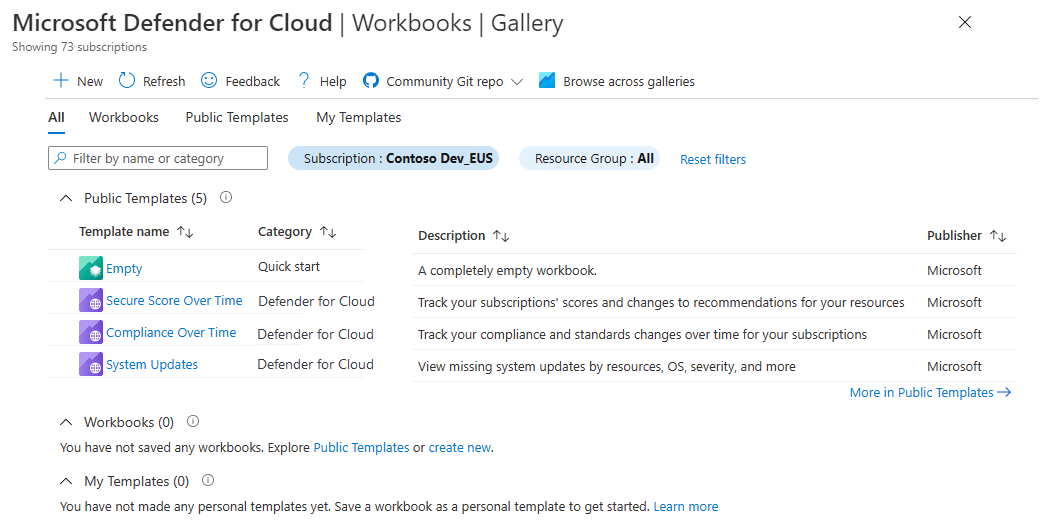 Microsoft Defender for Cloud | Workbooks | Gallery
Showing 73 subscriptions
New Refresh Feedback Help Community Git repo Browse across galleries
All Workbooks Public Templates My Templates
Filter by name or category Subscription : Contoso Dev_EUS Resource Group : All Reset filters
Public Templates (5)
Template name Category Description Publisher
Empty Quick start A completely empty workbook. Microsoft
Secure Score Over Time Defender for Cloud Track your subscriptions' scores and changes to recommendations for your resources Microsoft
Compliance Over Time Defender for Cloud Track your compliance and standards changes over time for your subscriptions Microsoft
System Updates Defender for Cloud View missing system updates by resources, OS, severity, and more Microsoft
More in Public Templates
Workbooks (0)
You have not saved any workbooks. Explore Public Templates or create new.
My Templates (0)
You have not made any personal templates yet. Save a workbook as a personal template to get started. Learn more